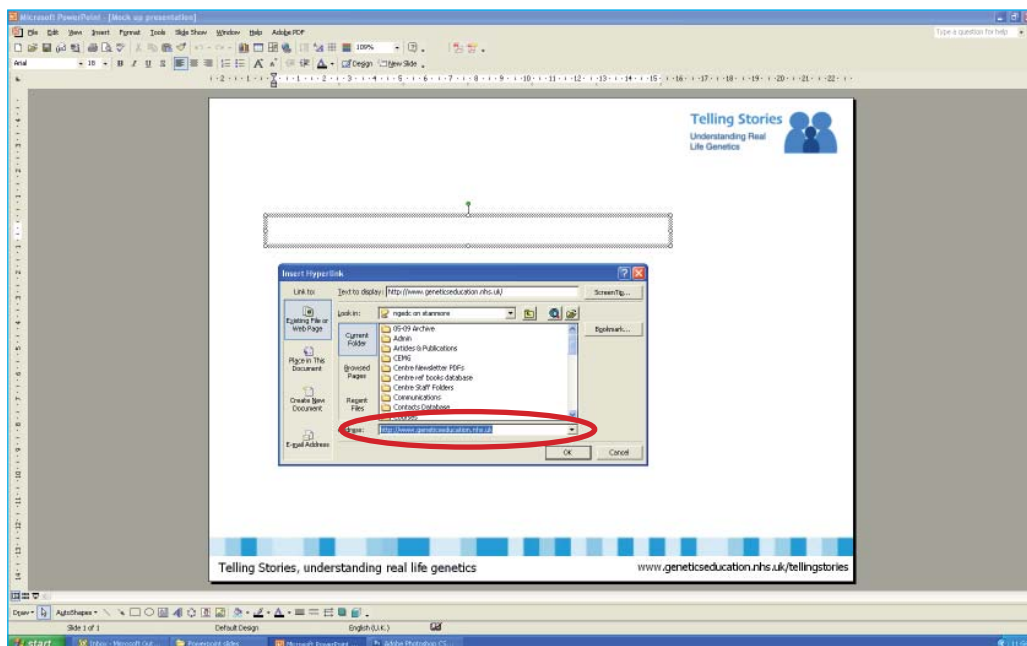 Microsoft PowerPoint - [Mock up presentation]
File Edit View Insert Format Tools Slide Show Window Help Adobe PDF
Type a question for help
109%
Arial
18
Design
New Slide
Telling Stories
Understanding Real
Life Genetics
Insert Hyperlink
Link to:
Text to display: http://www.geneticseducation.nhs.uk/
ScreenTip...
Existing File or
Web Page
Look in:
ngedc on stanmore
Bookmark...
Current
Folder
05-09 Archive
Admin
Articles & Publications
CEMG
Centre Newsletter PDFs
Centre ref books database
Centre Staff Folders
Communications
Contacts Database
Courses
Place in This
Document
Browsed
Pages
Create New
Document
Recent
Files
E-mail Address
Address: http://www.geneticseducation.nhs.uk
OK
Cancel
Telling Stories, understanding real life genetics
www.geneticseducation.nhs.uk/tellingstories
Draw
AutoShapes
Slide 1 of 1
Default Design
English (U.K.)
start
Inbox - Microsoft Out...
Powerpoint slides
Microsoft PowerPoint ...
Adobe Photoshop CS...